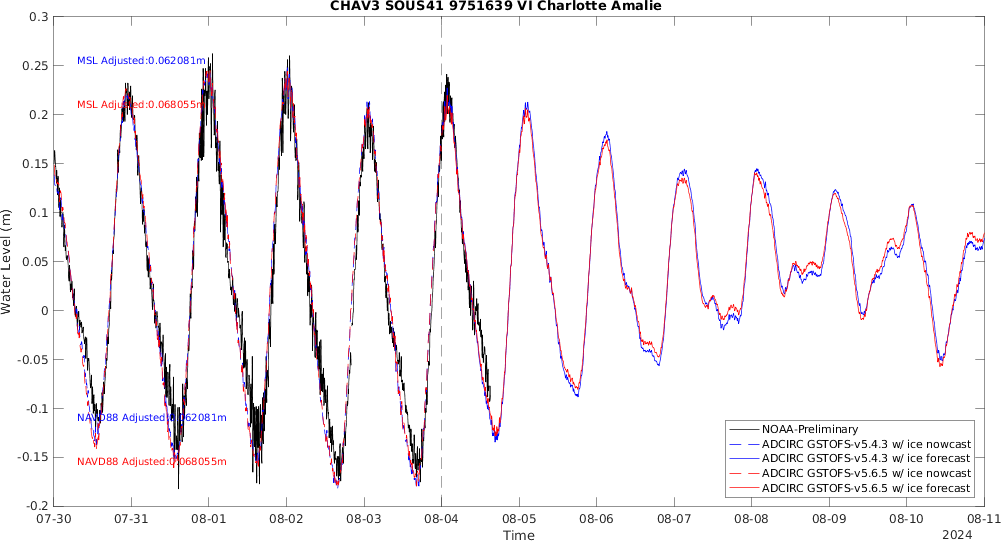 CHAV3 SOUS41 9751639 VI Charlotte Amalie
0.3
0.25
0.2
0.15
0.1
0.05
0
-0.05
-0.1
-0.15
-0.2
Water Level (m)
MSL Adjusted:0.062081m
MSL Adjusted:0.068055m
NAVD88 Adjusted:0.062081m
NAVD88 Adjusted:0.068055m
NOAA-Preliminary
ADCIRC GSTOFS-v5.4.3 w/ ice nowcast
ADCIRC GSTOFS-v5.4.3 w/ ice forecast
ADCIRC GSTOFS-v5.6.5 w/ ice nowcast
ADCIRC GSTOFS-v5.6.5 w/ ice forecast
07-30 07-31 08-01 08-02 08-03 08-04 08-05 08-06 08-07 08-08 08-09 08-10 08-11
Time
2024